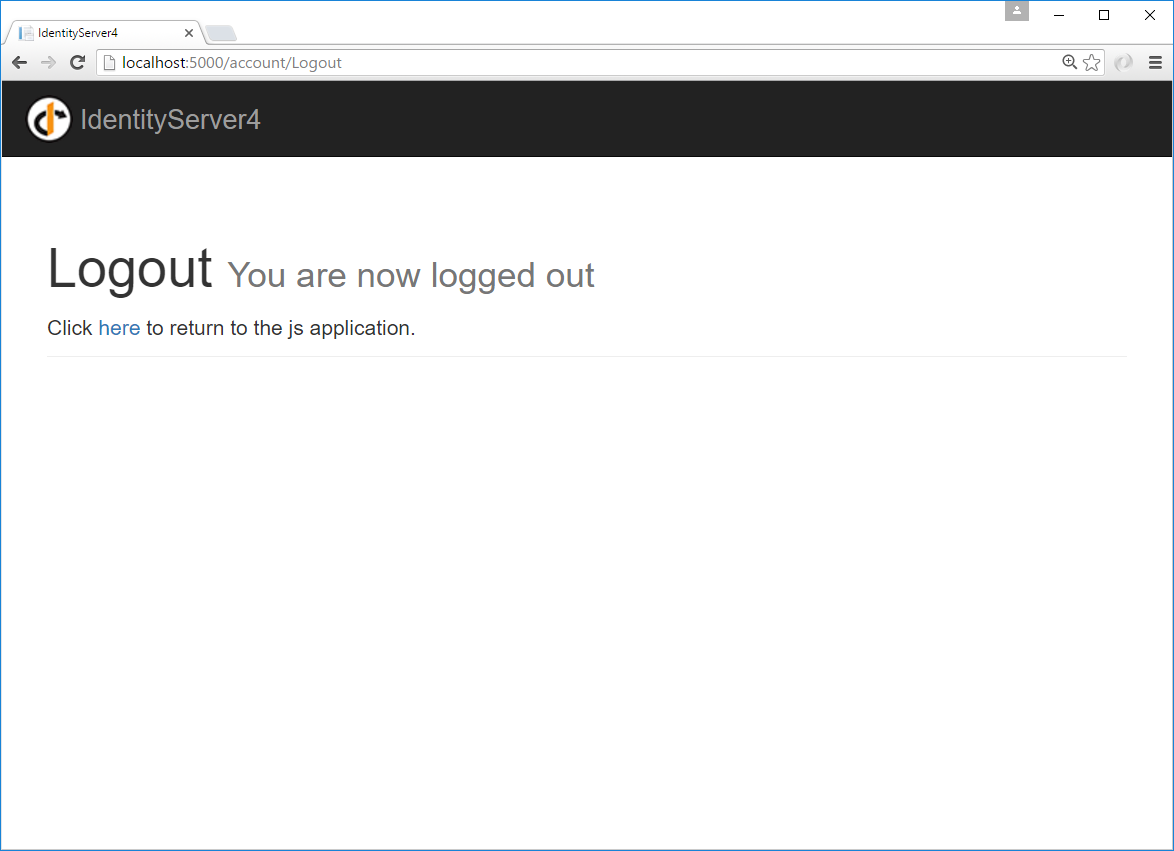 IdentityServer4
localhost:5000/account/Logout
IdentityServer4
Logout You are now logged out
Click here to return to the js application.